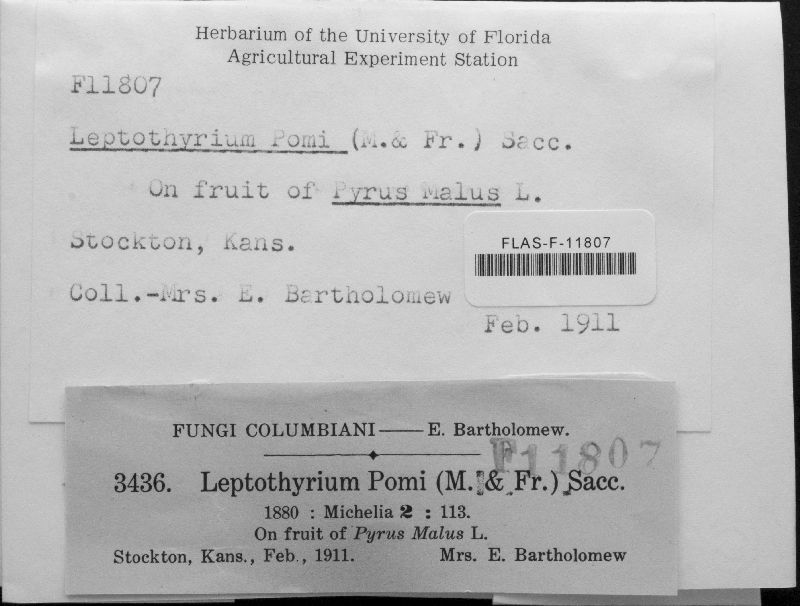 Herbarium of the University of Florida
Agricultural Experiment Station
F11807
Leptothyrium Pomi (M.& Fr.) Sacc.
On fruit of Pyrus Malus L.
Stockton, Kans.
FLAS-F-11807
Coll.-Mrs. E. Bartholomew
Feb. 1911
FUNGI COLUMBIANI — E. Bartholomew.
F11807
3436. Leptothyrium Pomi (M. & Fr.) Sacc.
1880 : Michelia 2 : 113.
On fruit of Pyrus Malus L.
Stockton, Kans., Feb., 1911. Mrs. E. Bartholomew